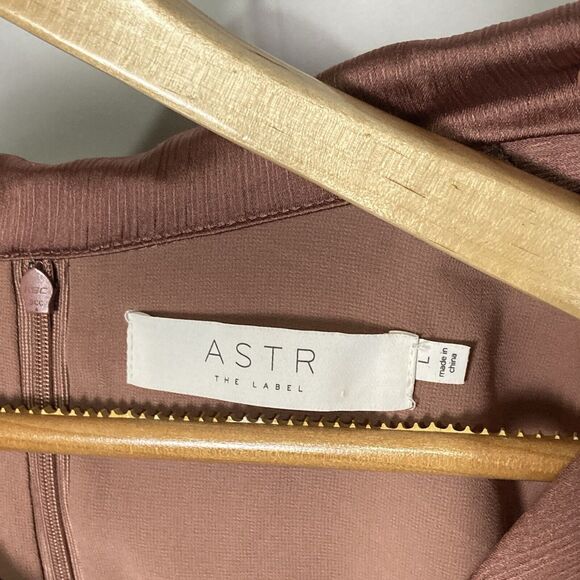 ASTR
THE LABEL
L
made in
china